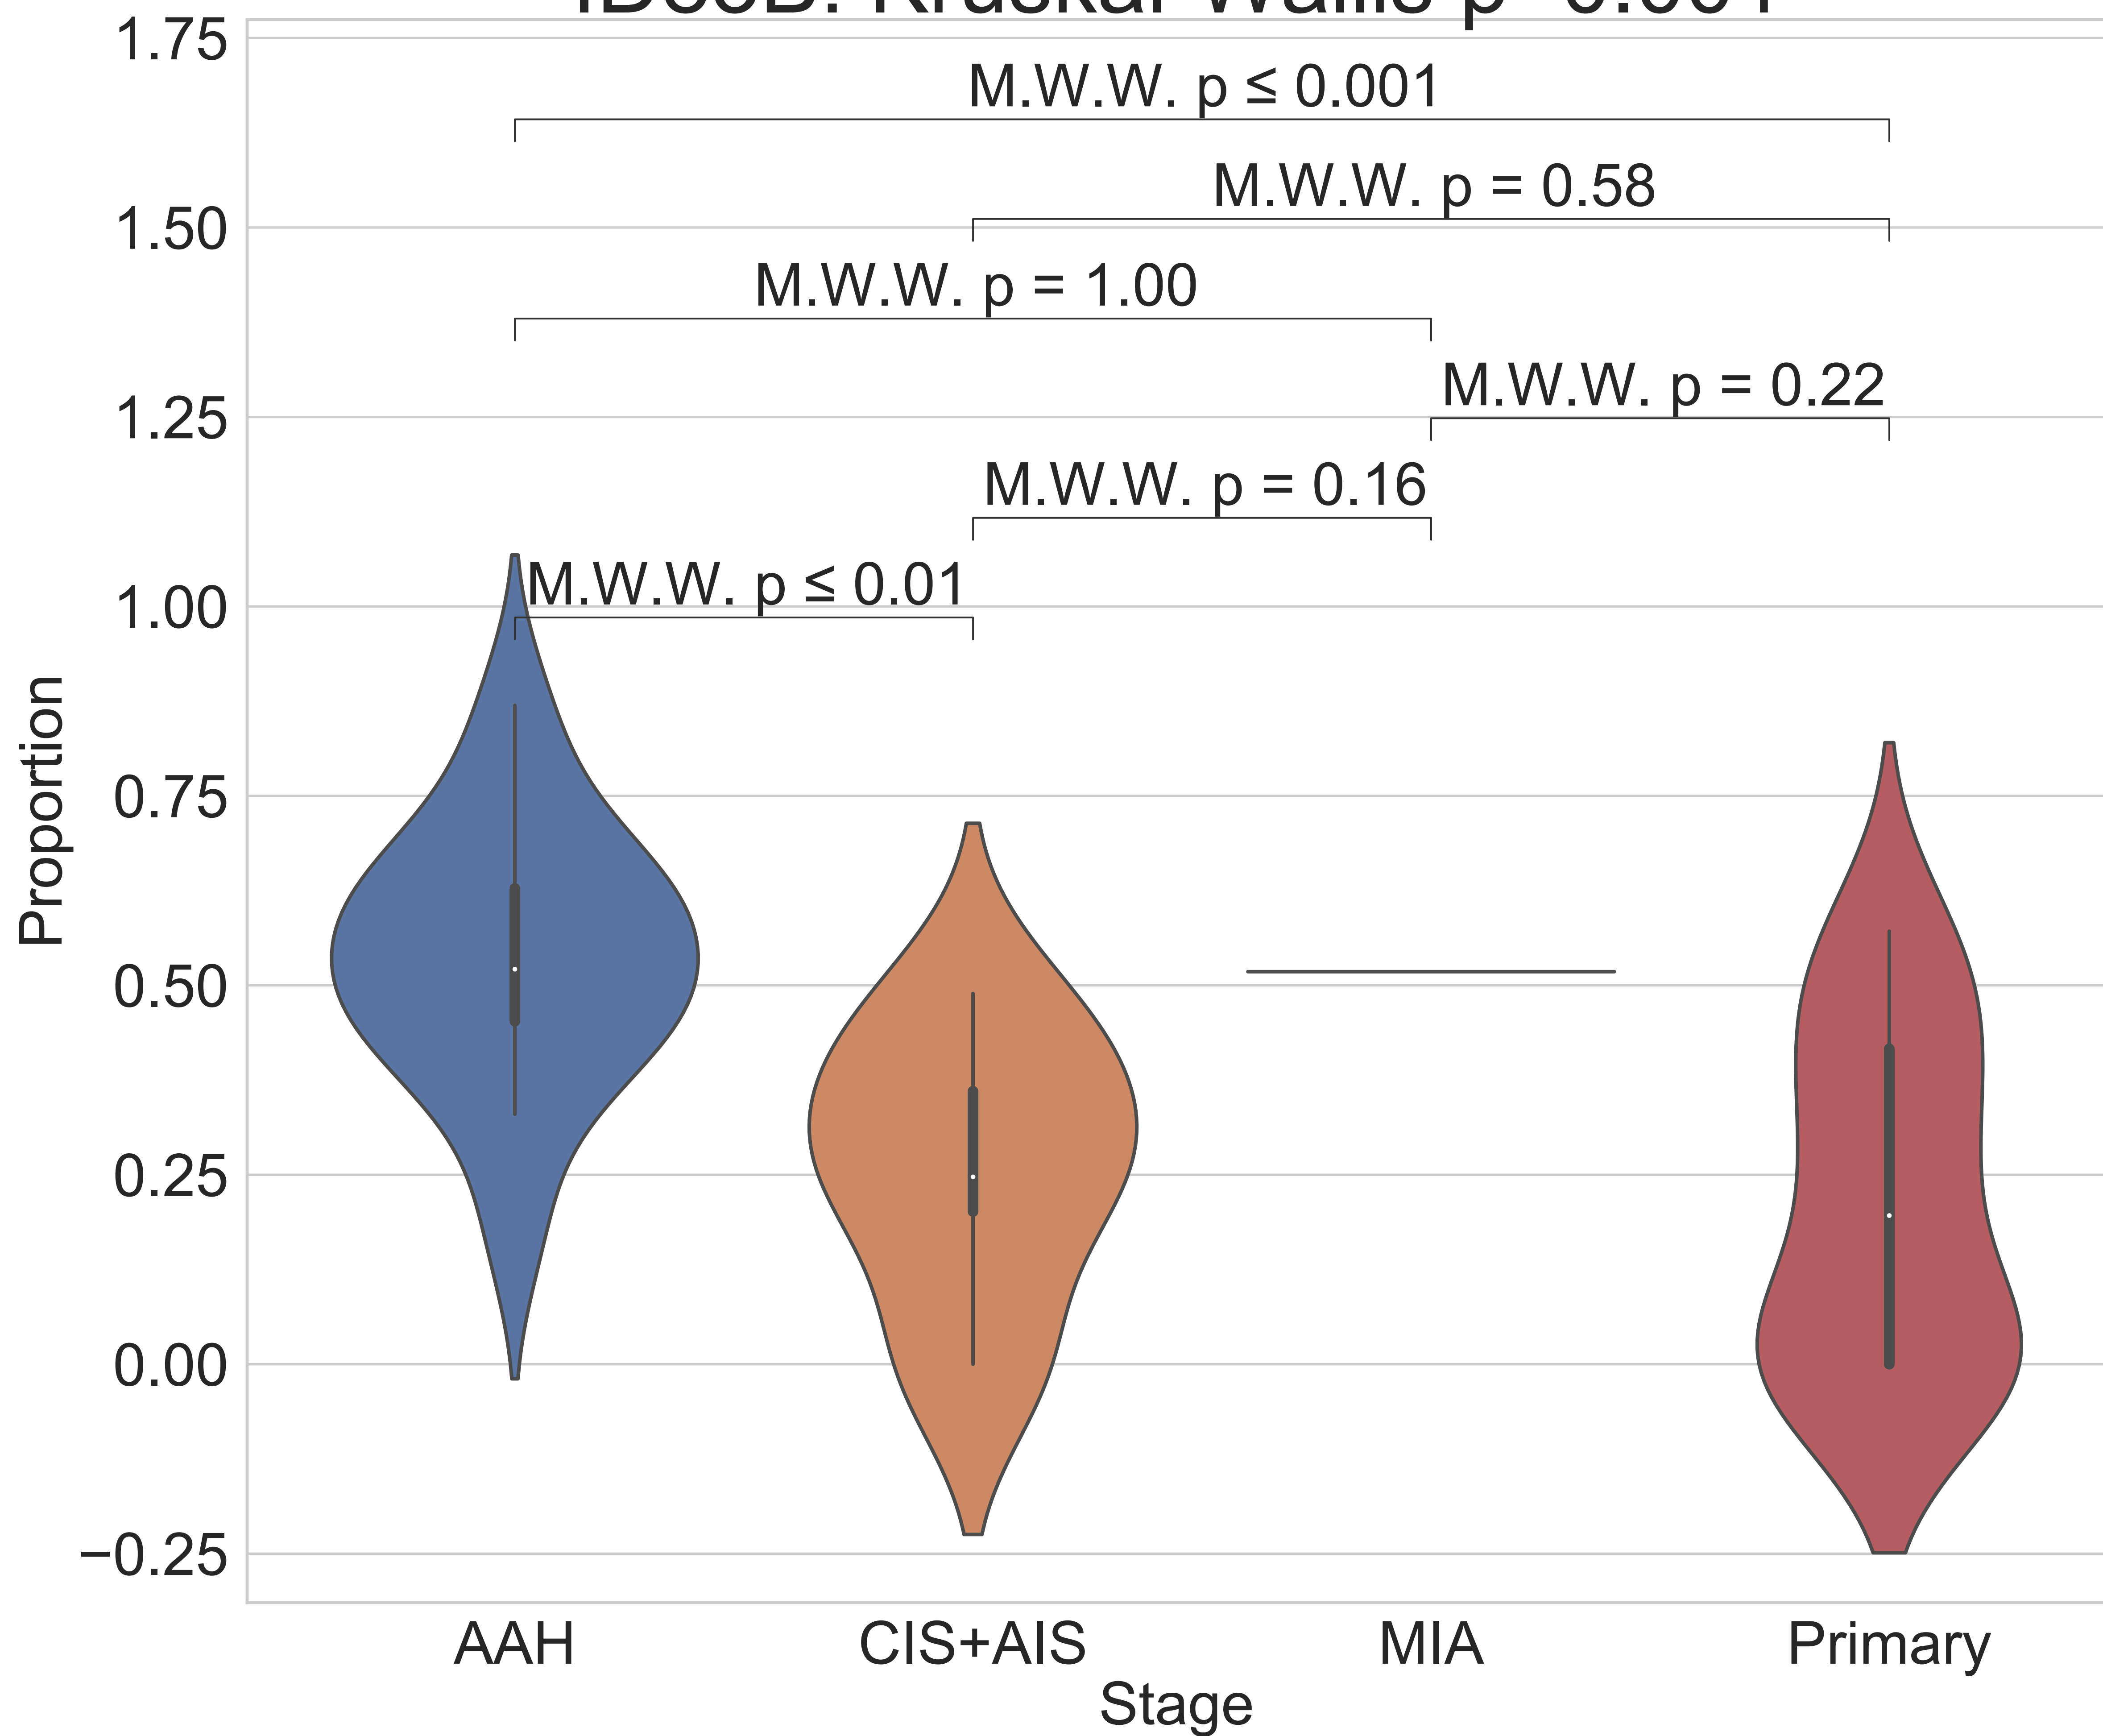 1.75
M.W.W. p ≤ 0.001
M.W.W. p = 0.58
1.50
M.W.W. p = 1.00
M.W.W. p = 0.22
1.25
M.W.W. p = 0.16
M.W.W. p ≤ 0.01
1.00
0.75
Proportion
0.50
0.25
0.00
−0.25
AAH CIS+AIS MIA Primary
Stage